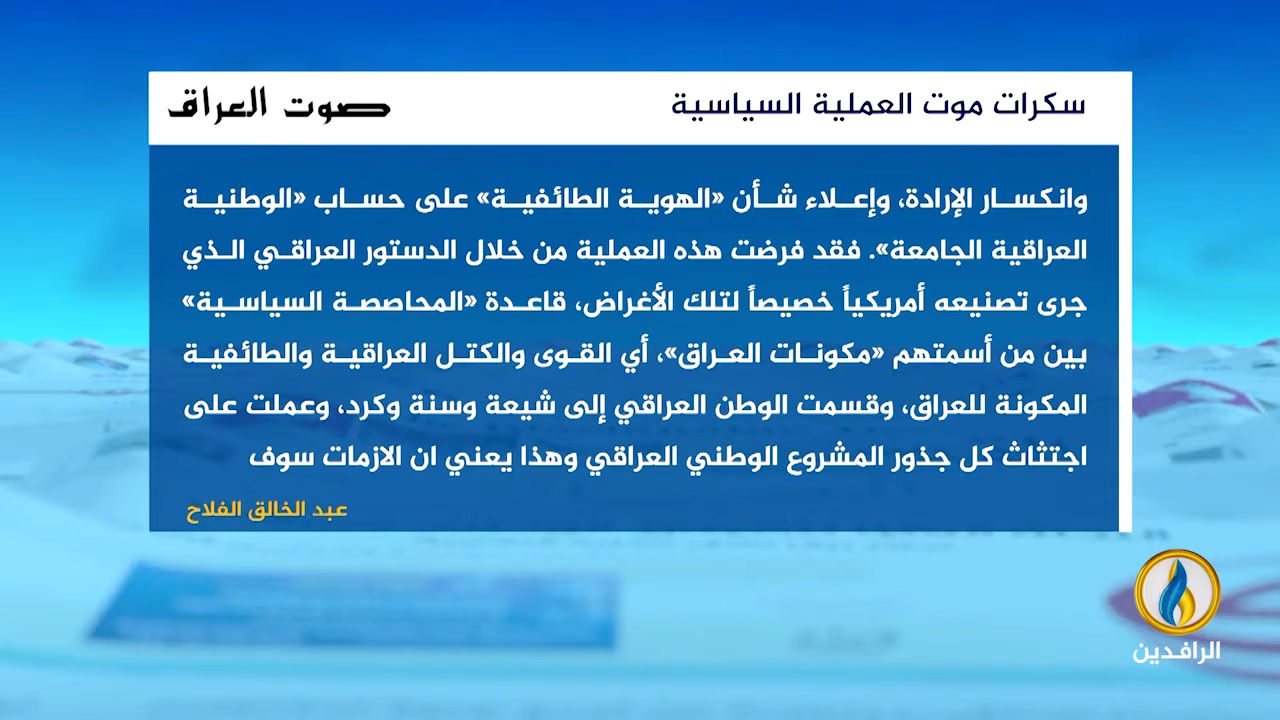 سكرات موت العملية السياسية
صوت العراق
وانكسار الإرادة، وإعلاء شأن «الهوية الطائفية» على حساب «الوطنية
العراقية الجامعة». فقد فرضت هذه العملية من خلال الدستور العراقي الذي
جرى تصنيعه أمريكياً خصيصاً لتلك الأغراض، قاعدة «المحاصصة السياسية»
بين من أسمتهم «مكونات العراق»، أي القوى والكتل العراقية والطائفية
المكونة للعراق، وقسمت الوطن العراقي إلى شيعة وسنة وكرد، وعملت على
اجتثاث كل جذور المشروع الوطني العراقي وهذا يعني ان الازمات سوف
عبد الخالق الفلاح
الرافدين